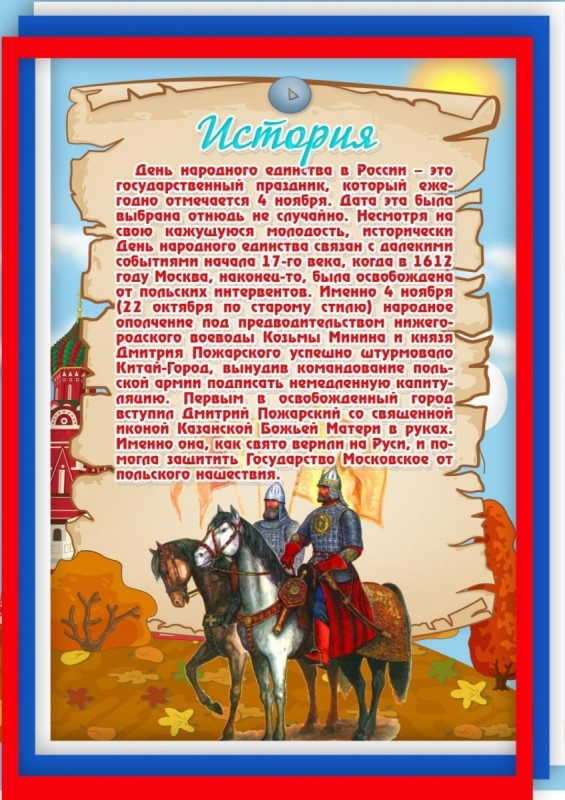 История
День народного единства в России – это
государственный праздник, который еже-
годно отмечается 4 ноября. Дата эта была
выбрана отнюдь не случайно. Несмотря на
свою кажущуюся молодость, исторически
День народного единства связан с далекими
событиями начала 17-го века, когда в 1612
году Москва, наконец-то, была освобождена
от польских интервентов. Именно 4 ноября
(22 октября по старому стилю) народное
ополчение под предводительством нижего-
родского воеводы Козьмы Минина и князя
Дмитрия Пожарского успешно штурмовало
Китай-Город, вынудив командование поль-
ской армии подписать немедленную капиту-
ляцию. Первым в освобожденный город
вступил Дмитрий Пожарский со священной
иконой Казанской Божьей Матери в руках.
Именно она, как свято верили на Руси, и по-
могла защитить Государство Московское от
польского нашествия.